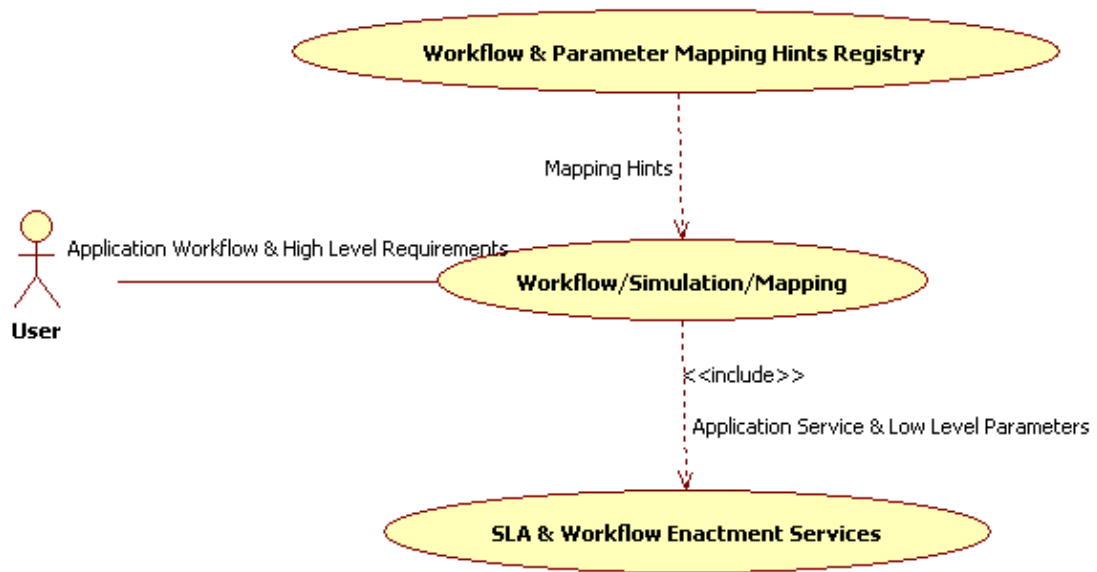 Workflow & Parameter Mapping Hints Registry
Mapping Hints
Application Workflow & High Level Requirements
Workflow/Simulation/Mapping
User
<<include>>
Application Service & Low Level Parameters
SLA & Workflow Enactment Services